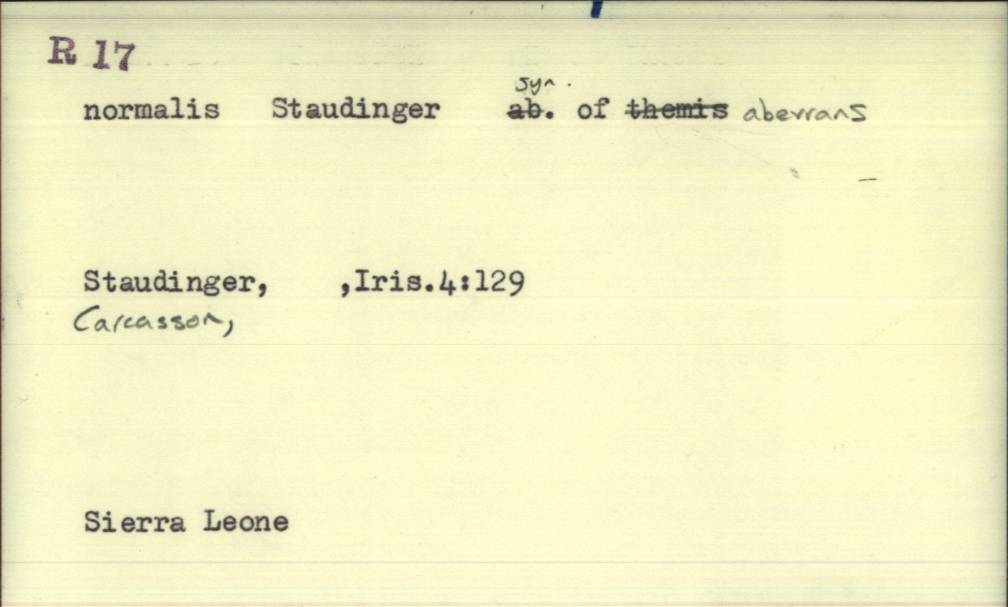 R 17
syn.
normalis Staudinger ab. of themis aberrans
Staudinger, ,Iris.4:129
Carcasson,
Sierra Leone